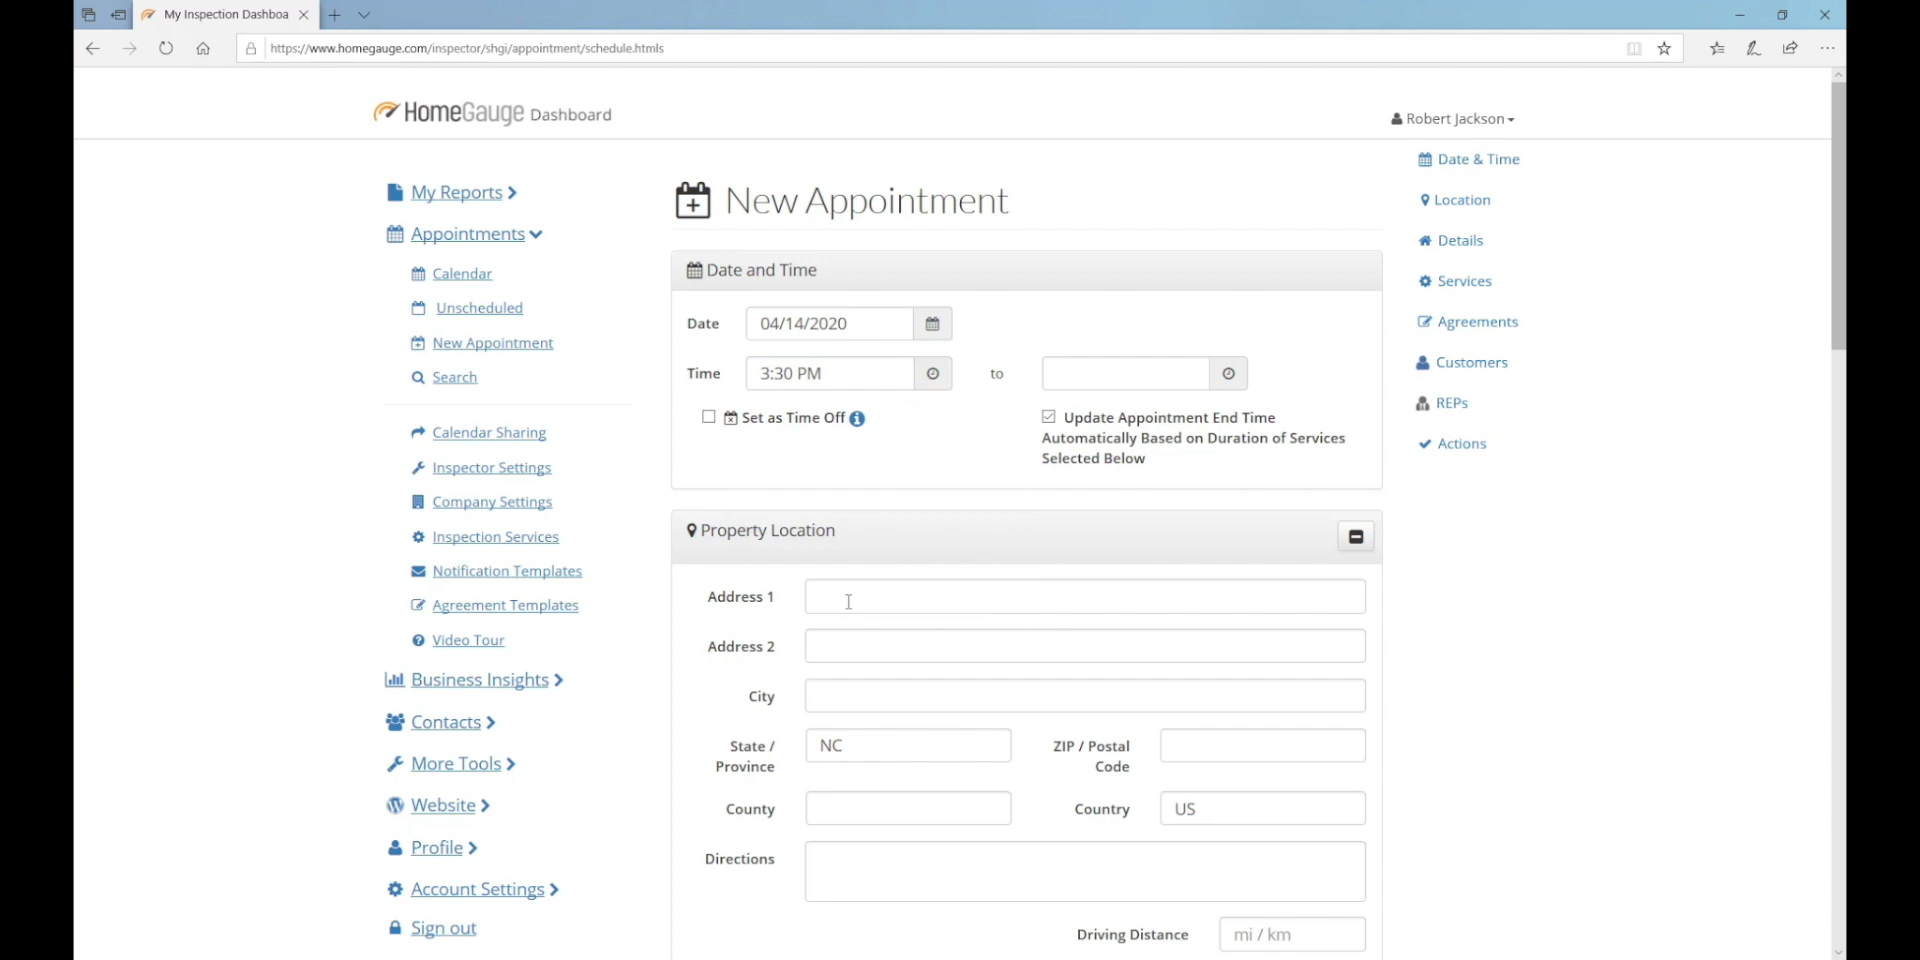 My Inspection Dashboa
https://www.homegauge.com/inspector/shgi/appointment/schedule.htmls
HomeGauge Dashboard
Robert Jackson
My Reports
Appointments
Calendar
Unscheduled
New Appointment
Search
Calendar Sharing
Inspector Settings
Company Settings
Inspection Services
Notification Templates
Agreement Templates
Video Tour
Business Insights
Contacts
More Tools
Website
Profile
Account Settings
Sign out
New Appointment
Date and Time
Date 04/14/2020
Time 3:30 PM to
Set as Time Off
Update Appointment End Time
Automatically Based on Duration of Services
Selected Below
Property Location
Address 1
Address 2
City
State /
Province
NC
ZIP / Postal
Code
County
Country US
Directions
Driving Distance mi / km
Date & Time
Location
Details
Services
Agreements
Customers
REPs
Actions